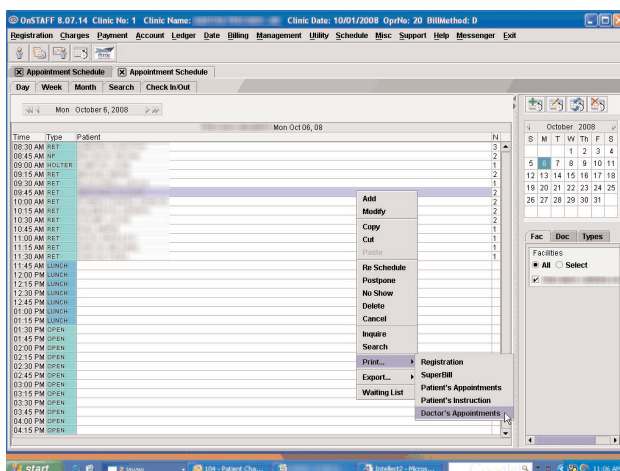 OnSTAFF 8.07.14 Clinic No: 1 Clinic Name: Clinic Date: 10/01/2008 OprNo: 20 BillMethod: D
Registration Charges Payment Account Ledger Date Billing Management Utility Schedule Misc Support Help Messenger Exit
Appointment Schedule Appointment Schedule
Day Week Month Search Check In/Out
Mon October 6, 2008
Mon Oct 06, 08
Time Type Patient N
08:30 AM RET 3
08:45 AM NP 2
09:00 AM HOLTER 1
09:15 AM RET 2
09:30 AM RET 1
09:45 AM RET 2
10:00 AM RET 2
10:15 AM RET 2
10:30 AM RET 2
10:45 AM RET 1
11:00 AM RET 1
11:15 AM RET 1
11:30 AM RET 1
11:45 AM LUNCH
12:00 PM LUNCH
12:15 PM LUNCH
12:30 PM LUNCH
12:45 PM LUNCH
01:00 PM LUNCH
01:15 PM LUNCH
01:30 PM OPEN
01:45 PM OPEN
02:00 PM OPEN
02:15 PM OPEN
02:30 PM OPEN
02:45 PM OPEN
03:00 PM OPEN
03:15 PM OPEN
03:30 PM OPEN
03:45 PM OPEN
04:00 PM OPEN
04:15 PM OPEN
Add
Modify
Copy
Cut
Paste
Re Schedule
Postpone
No Show
Delete
Cancel
Inquire
Search
Print...
Export...
Waiting List
Registration
SuperBill
Patient's Appointments
Patient's Instruction
Doctor's Appointments
October 2008
S M T W Th F S
1 2 3 4
5 6 7 8 9 10 11
12 13 14 15 16 17 18
19 20 21 22 23 24 25
26 27 28 29 30 31
Fac Doc Types
Facilities
All Select
start 104 - Patient Cha... Intellect2 - Micros... 11:06 AM